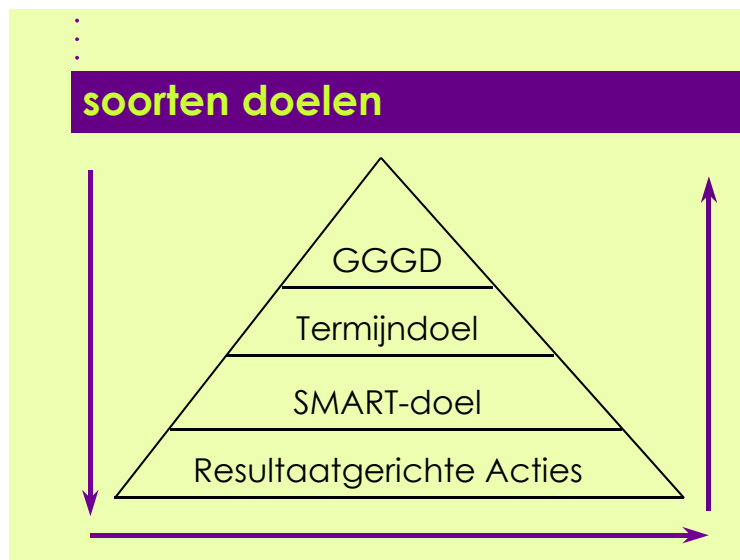 soorten doelen
GGGD
Termijndoel
SMART-doel
Resultaatgerichte Acties